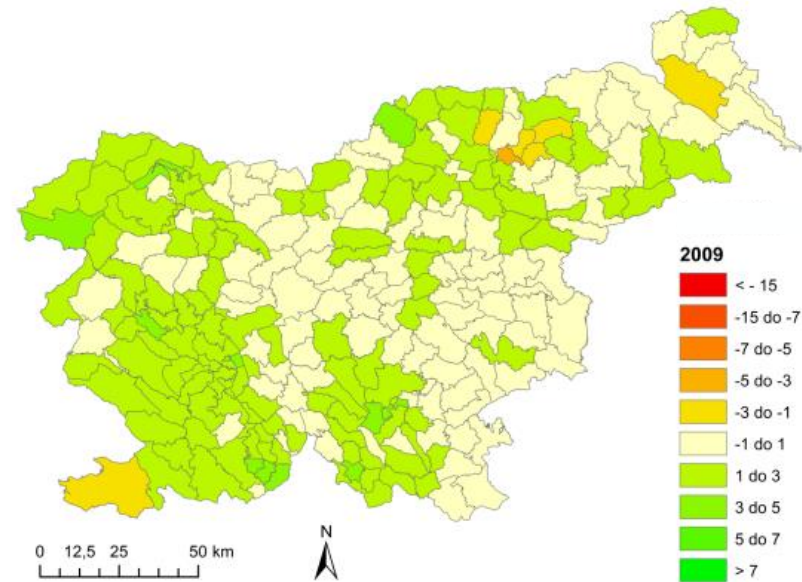 2009
< - 15
-15 do -7
-7 do -5
-5 do -3
-3 do -1
-1 do 1
1 do 3
3 do 5
5 do 7
> 7
N
0 12,5 25 50 km